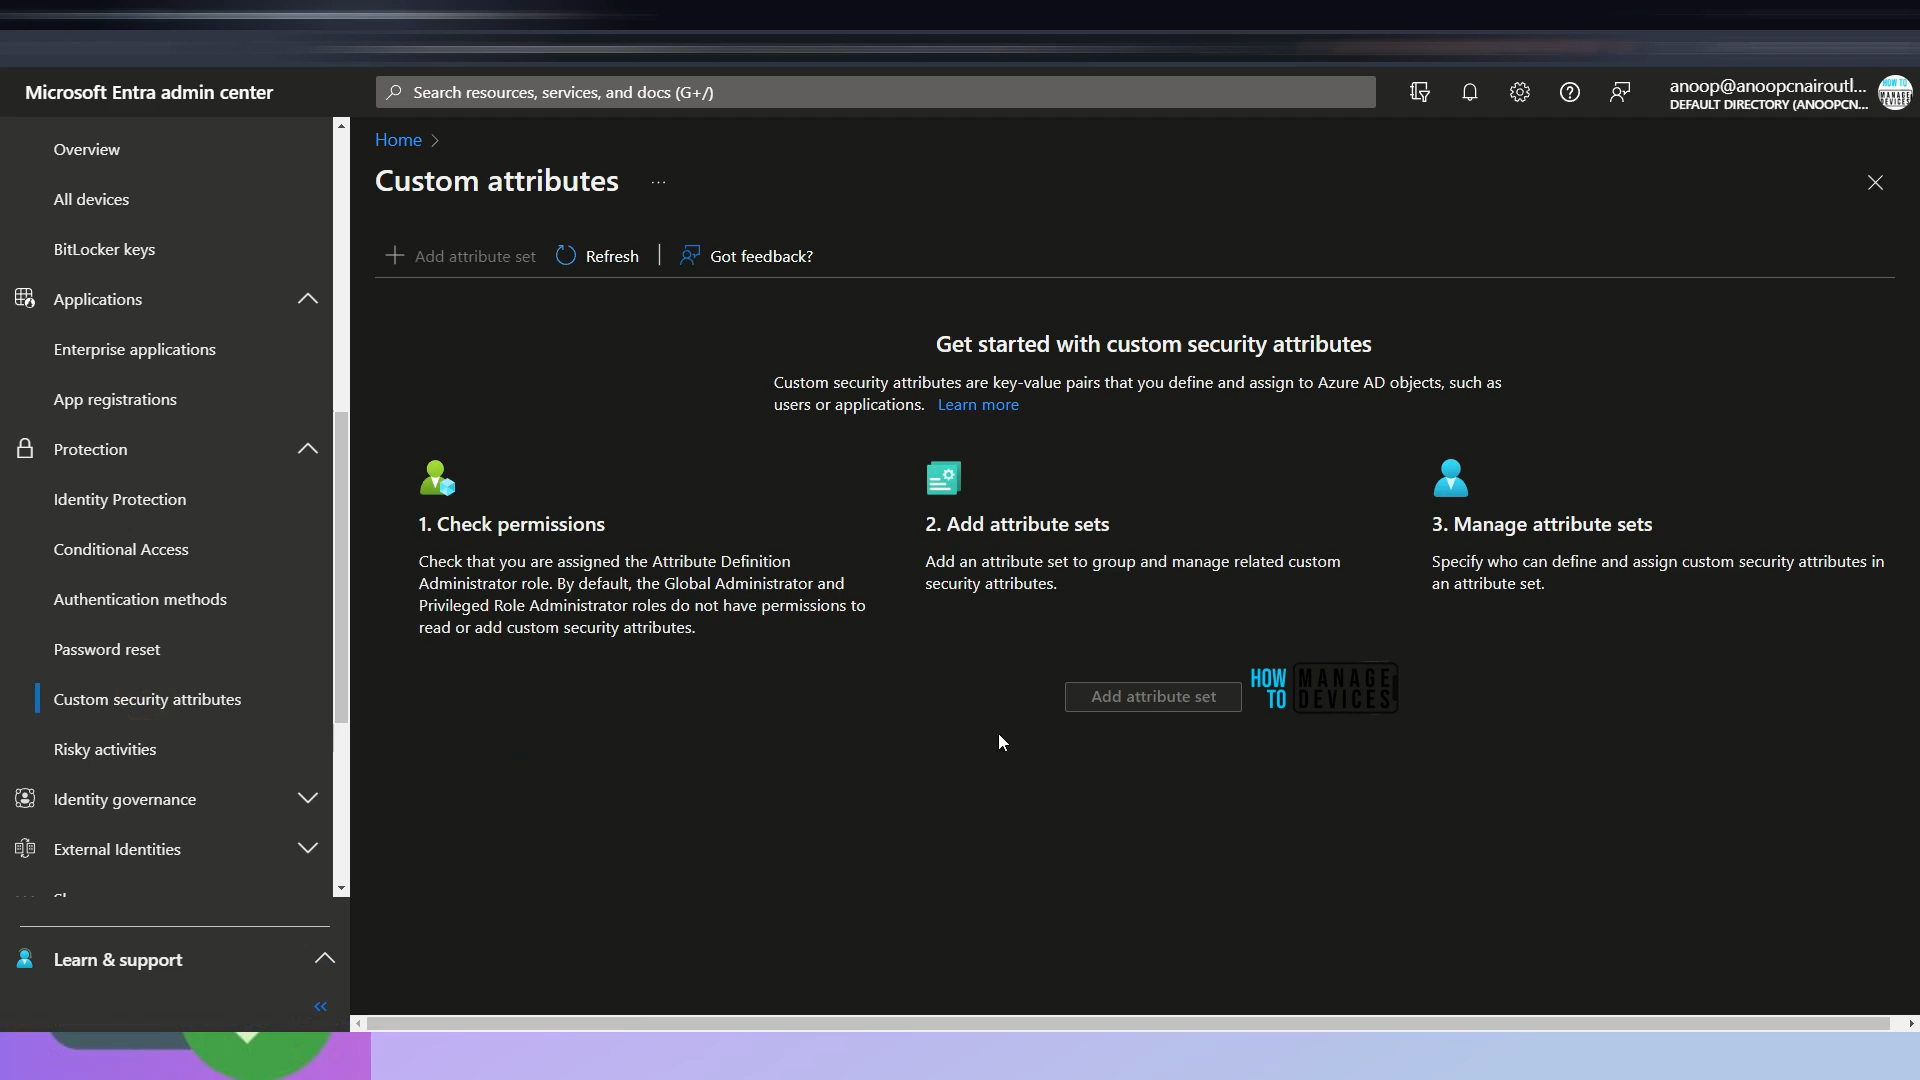 Microsoft Entra admin center
Search resources, services, and docs (G+/)
anoop@anoopcnairoutl...
DEFAULT DIRECTORY (ANOOPCN...
HOW TO
MANAGE
DEVICES
Overview
All devices
BitLocker keys
Applications
Enterprise applications
App registrations
Protection
Identity Protection
Conditional Access
Authentication methods
Password reset
Custom security attributes
Risky activities
Identity governance
External Identities
Learn & support
Home
Custom attributes
...
Add attribute set
Refresh
Got feedback?
Get started with custom security attributes
Custom security attributes are key-value pairs that you define and assign to Azure AD objects, such as
users or applications. Learn more
1. Check permissions
Check that you are assigned the Attribute Definition
Administrator role. By default, the Global Administrator and
Privileged Role Administrator roles do not have permissions to
read or add custom security attributes.
2. Add attribute sets
Add an attribute set to group and manage related custom
security attributes.
3. Manage attribute sets
Specify who can define and assign custom security attributes in
an attribute set.
Add attribute set
HOW MANAGE
TO DEVICES